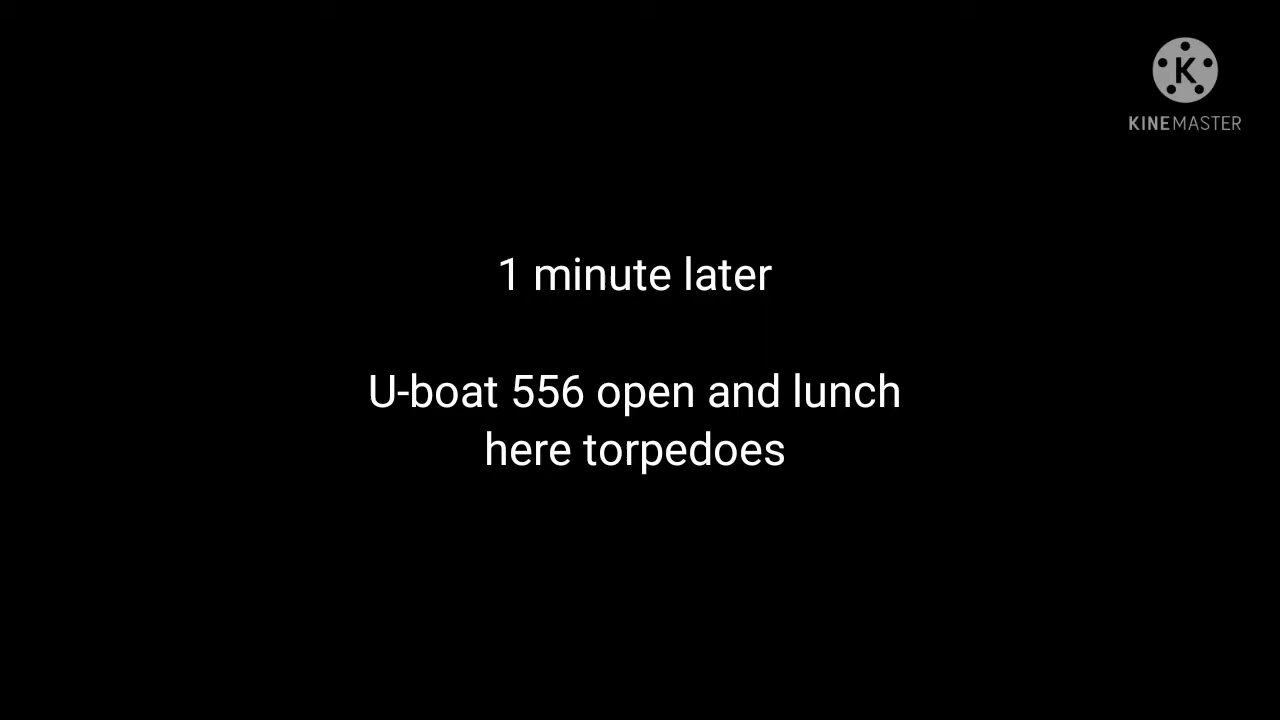 K
KINEMASTER
1 minute later
U-boat 556 open and lunch
here torpedoes